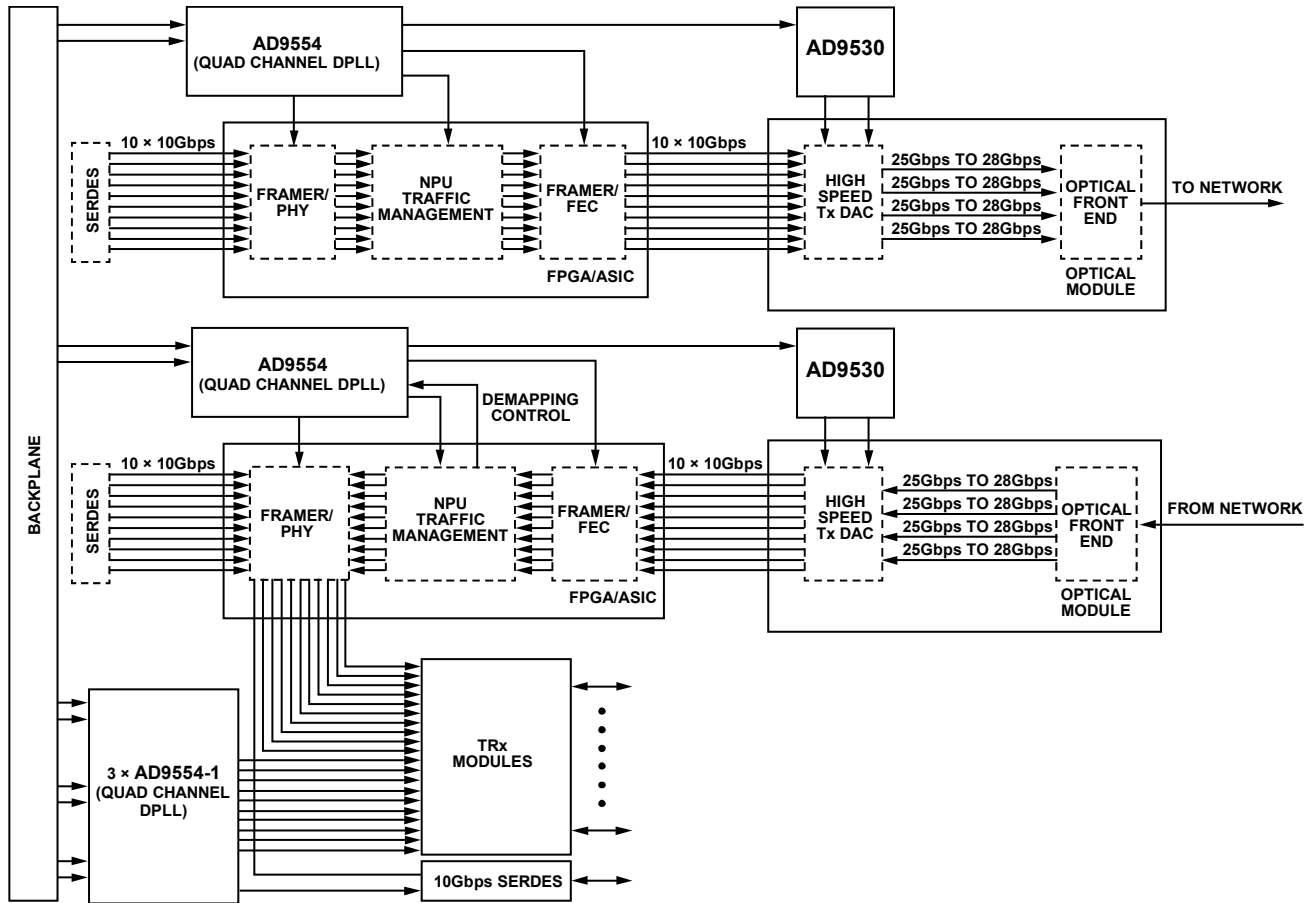 BACKPLANE
AD9554
(QUAD CHANNEL DPLL)
AD9530
SERDES
10 × 10Gbps
FRAMER/
PHY
NPU
TRAFFIC
MANAGEMENT
FRAMER/
FEC
FPGA/ASIC
10 × 10Gbps
HIGH
SPEED
Tx DAC
25Gbps TO 28Gbps
25Gbps TO 28Gbps
25Gbps TO 28Gbps
25Gbps TO 28Gbps
OPTICAL
FRONT
END
OPTICAL
MODULE
TO NETWORK
AD9554
(QUAD CHANNEL DPLL)
DEMAPPING
CONTROL
AD9530
SERDES
10 × 10Gbps
FRAMER/
PHY
NPU
TRAFFIC
MANAGEMENT
FRAMER/
FEC
FPGA/ASIC
10 × 10Gbps
HIGH
SPEED
Tx DAC
25Gbps TO 28Gbps
25Gbps TO 28Gbps
25Gbps TO 28Gbps
25Gbps TO 28Gbps
OPTICAL
FRONT
END
OPTICAL
MODULE
FROM NETWORK
3 × AD9554-1
(QUAD CHANNEL
DPLL)
TRx
MODULES
10Gbps SERDES